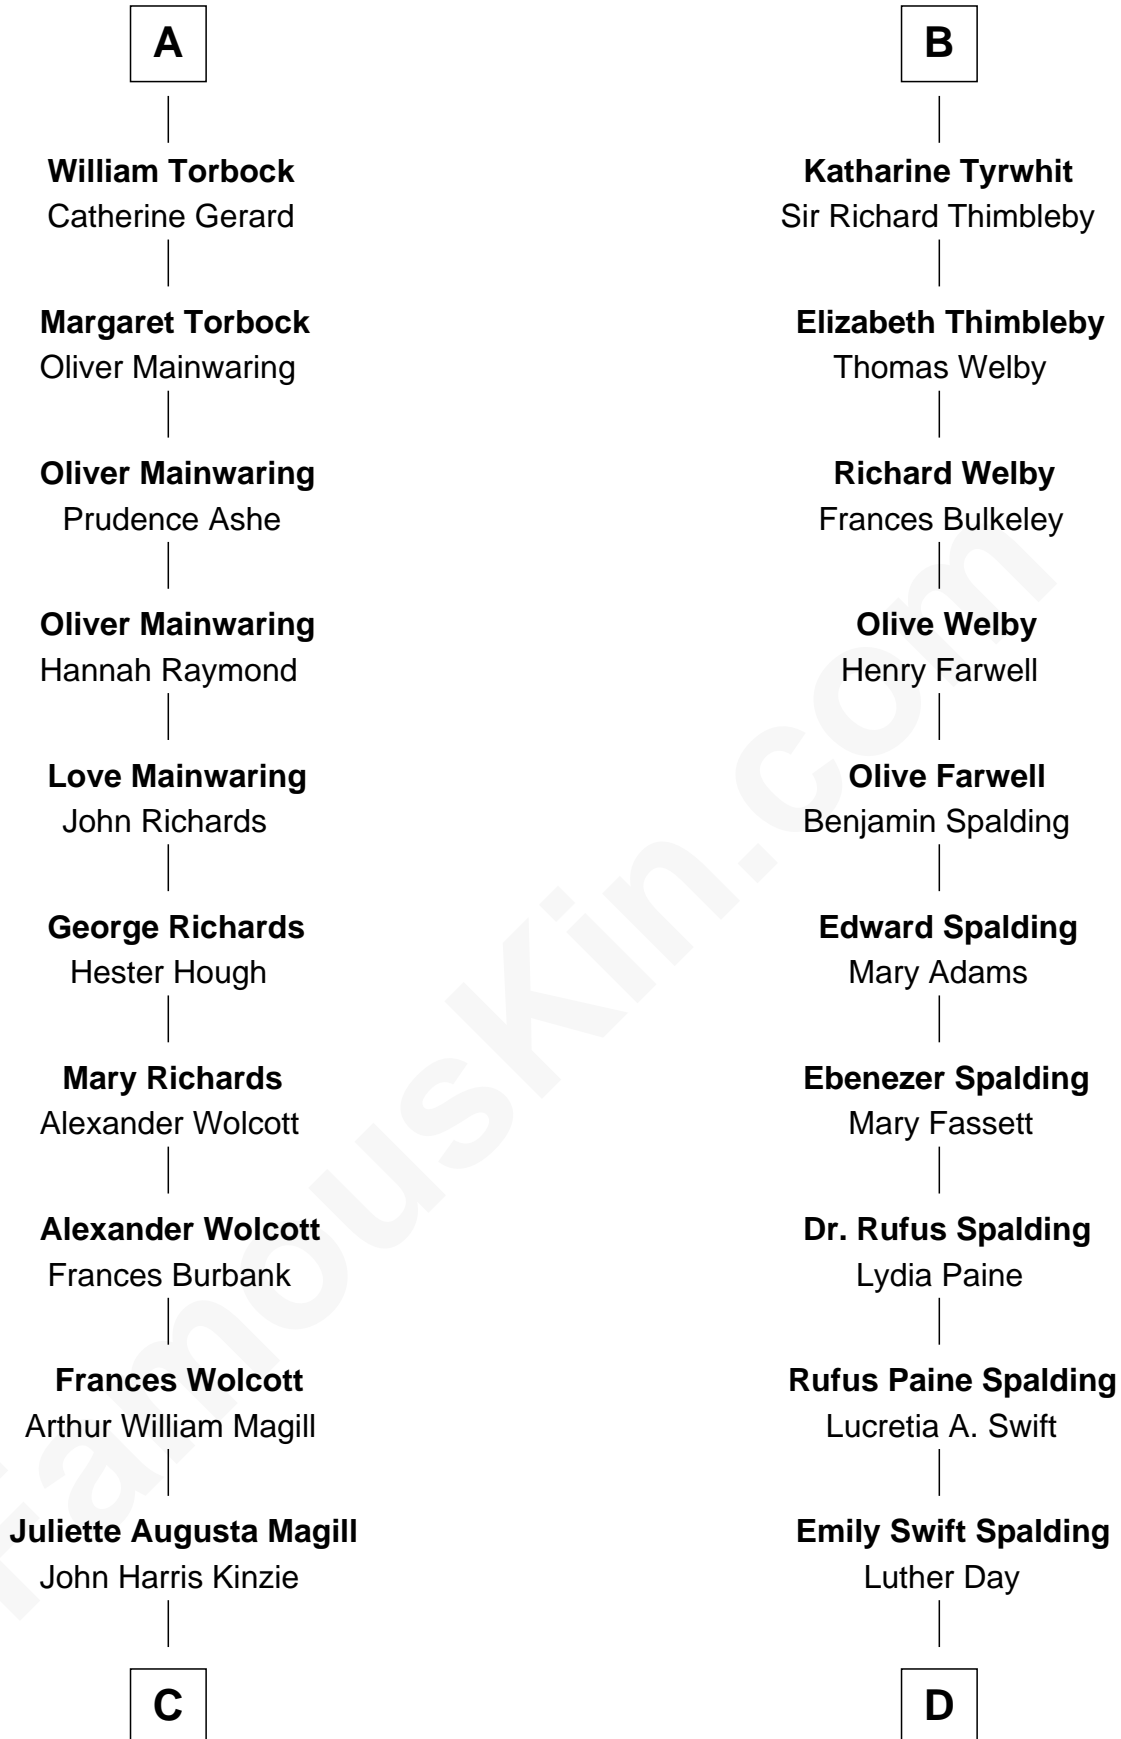 A
William Torbock
Catherine Gerard
Margaret Torbock
Oliver Mainwaring
Oliver Mainwaring
Prudence Ashe
Oliver Mainwaring
Hannah Raymond
Love Mainwaring
John Richards
George Richards
Hester Hough
Mary Richards
Alexander Wolcott
Alexander Wolcott
Frances Burbank
Frances Wolcott
Arthur William Magill
Juliette Augusta Magill
John Harris Kinzie
C
B
Katharine Tyrwhit
Sir Richard Thimbleby
Elizabeth Thimbleby
Thomas Welby
Richard Welby
Frances Bulkeley
Olive Welby
Henry Farwell
Olive Farwell
Benjamin Spalding
Edward Spalding
Mary Adams
Ebenezer Spalding
Mary Fassett
Dr. Rufus Spalding
Lydia Paine
Rufus Paine Spalding
Lucretia A. Swift
Emily Swift Spalding
Luther Day
D
FamousKin.com